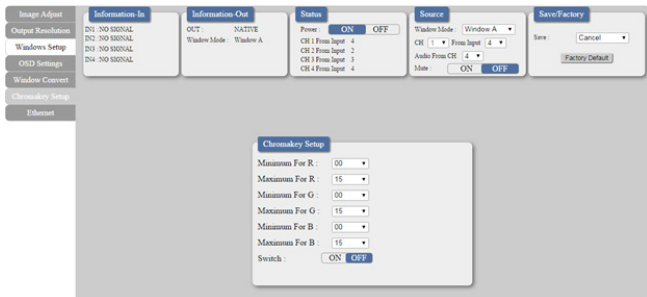 Image Adjust
Output Resolution
Windows Setup
OSD Settings
Window Convert
Chromakey Setup
Ethernet
Information-In
IN1 : NO SIGNAL
IN2 : NO SIGNAL
IN3 : NO SIGNAL
IN4 : NO SIGNAL
Information-Out
OUT : NATIVE
Window Mode : Window A
Status
Power : ON OFF
CH 1 From Input 4
CH 2 From Input 2
CH 3 From Input 3
CH 4 From Input 4
Source
Window Mode : Window A
CH 1 From Input 4
Audio From CH 4
Mute : ON OFF
Save/Factory
Save : Cancel
Factory Default
Chromakey Setup
Minimum For R : 00
Maximum For R : 15
Minimum For G : 00
Maximum For G : 15
Minimum For B : 00
Maximum For B : 15
Switch : ON OFF